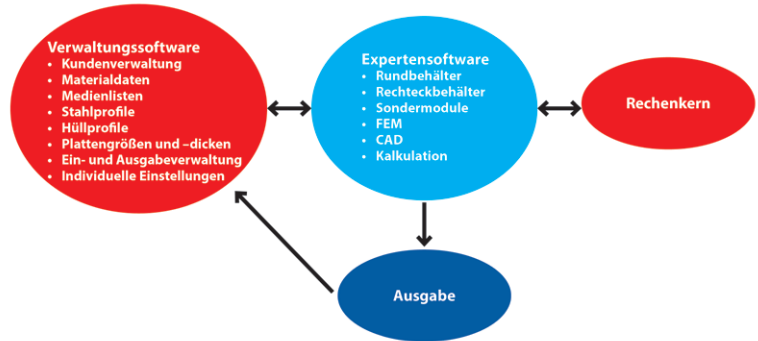 Verwaltungssoftware
• Kundenverwaltung
• Materialdaten
• Medienlisten
• Stahlprofile
• Hüllprofile
• Plattengrößen und –dicken
• Ein- und Ausgabeverwaltung
• Individuelle Einstellungen
Expertensoftware
• Rundbehälter
• Rechteckbehälter
• Sondermodule
• FEM
• CAD
• Kalkulation
Rechenkern
Ausgabe